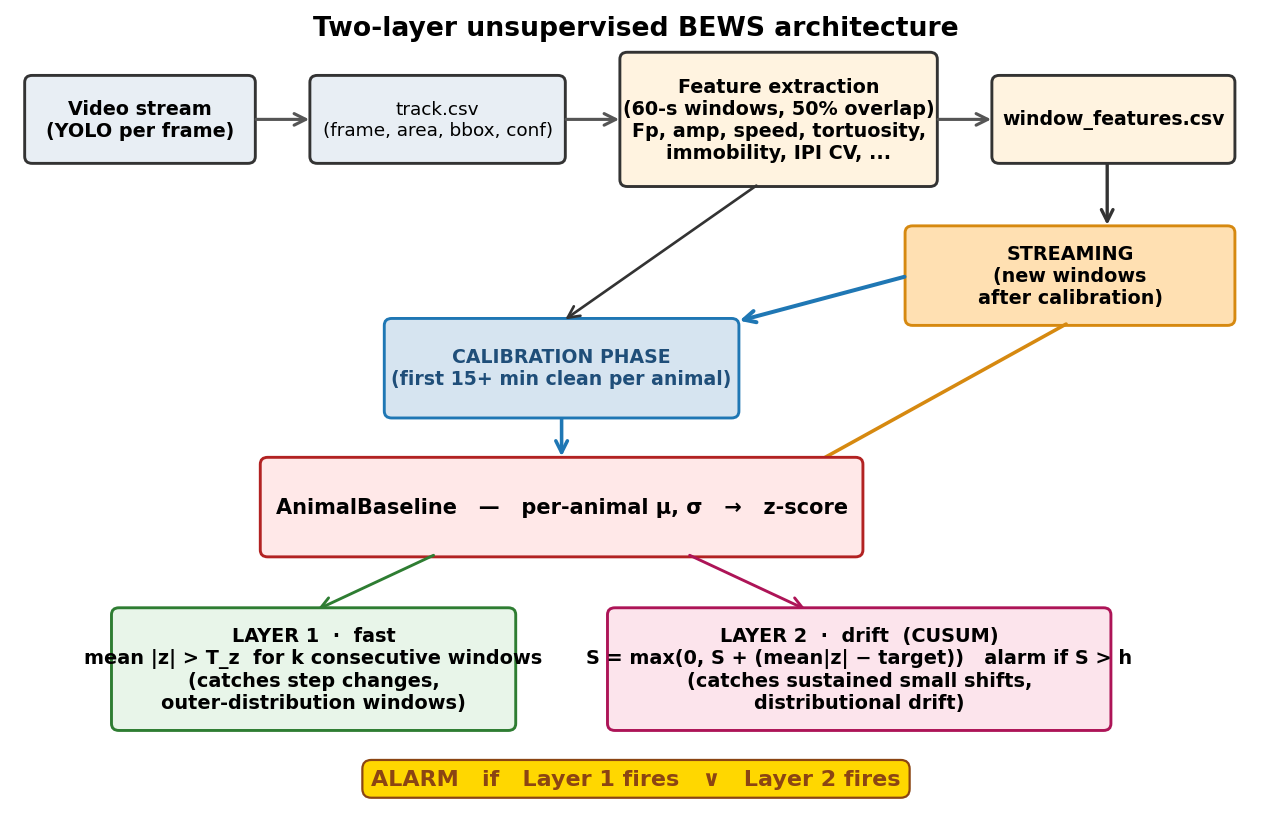 Two-layer unsupervised BEWS architecture
Video stream
(YOLO per frame)
track.csv
(frame, area, bbox, conf)
Feature extraction
(60-s windows, 50% overlap)
Fp, amp, speed, tortuosity,
immobility, IPI CV, ...
window_features.csv
STREAMING
(new windows
after calibration)
CALIBRATION PHASE
(first 15+ min clean per animal)
AnimalBaseline — per-animal μ, σ → z-score
LAYER 1 · fast
mean |z| > T_z for k consecutive windows
(catches step changes,
outer-distribution windows)
LAYER 2 · drift (CUSUM)
S = max(0, S + (mean|z| − target)) alarm if S > h
(catches sustained small shifts,
distributional drift)
ALARM if Layer 1 fires ∨ Layer 2 fires